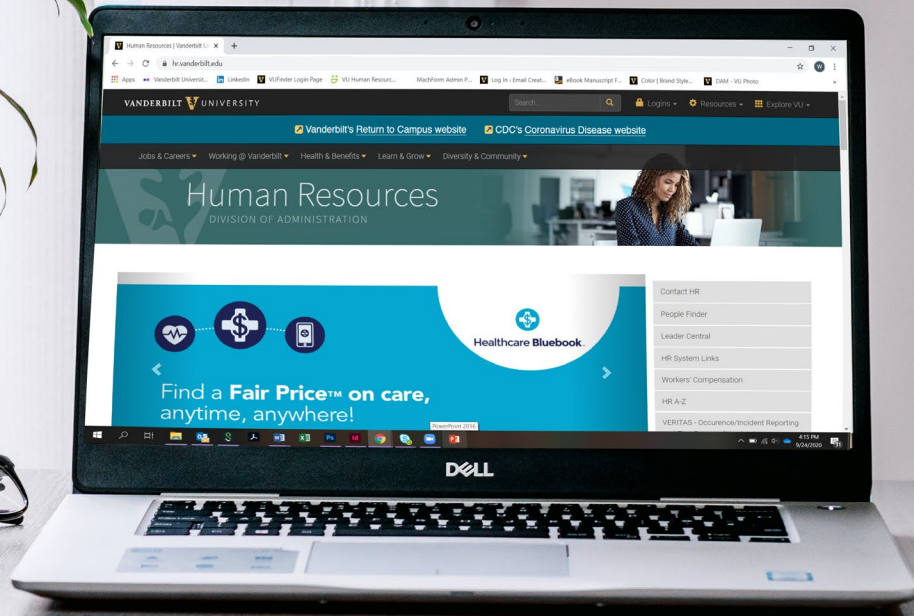 Human Resources | Vanderbilt Un
hr.vanderbilt.edu
W
Apps Vanderbilt Universit... LinkedIn VUFinder Login Page VU Human Resourc... MachForm Admin P... Log In ‹ Email Creat... eBook Manuscript F... Color | Brand Style... DAM - VU Photo »
VANDERBILT V UNIVERSITY
Search...
Logins
Resources
Explore VU
Vanderbilt's Return to Campus website
CDC's Coronavirus Disease website
Jobs & Careers Working @ Vanderbilt Health & Benefits Learn & Grow Diversity & Community
Human Resources
DIVISION OF ADMINISTRATION
Healthcare Bluebook™
Find a Fair Price™ on care,
anytime, anywhere!
Contact HR
People Finder
Leader Central
HR System Links
Workers' Compensation
HR A-Z
VERITAS - Occurence/Incident Reporting
PowerPoint 2016
4:15 PM
9/24/2020
DELL